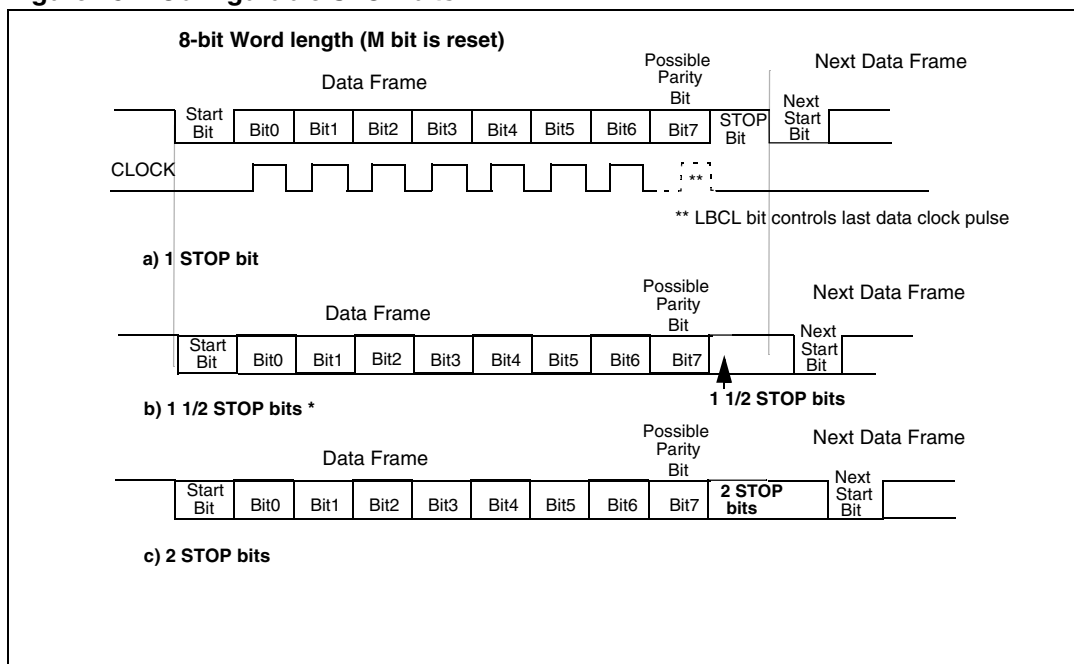 8-bit Word length (M bit is reset)
Data Frame
Possible
Parity
Bit
Next Data Frame
Start
Bit
Bit0
Bit1
Bit2
Bit3
Bit4
Bit5
Bit6
Bit7
STOP
Bit
Next
Start
Bit
CLOCK
**
** LBCL bit controls last data clock pulse
a) 1 STOP bit
Data Frame
Possible
Parity
Bit
Next Data Frame
Start
Bit
Bit0
Bit1
Bit2
Bit3
Bit4
Bit5
Bit6
Bit7
Next
Start
Bit
1 1/2 STOP bits
b) 1 1/2 STOP bits *
Data Frame
Possible
Parity
Bit
Next Data Frame
Start
Bit
Bit0
Bit1
Bit2
Bit3
Bit4
Bit5
Bit6
Bit7
2 STOP
bits
Next
Start
Bit
c) 2 STOP bits